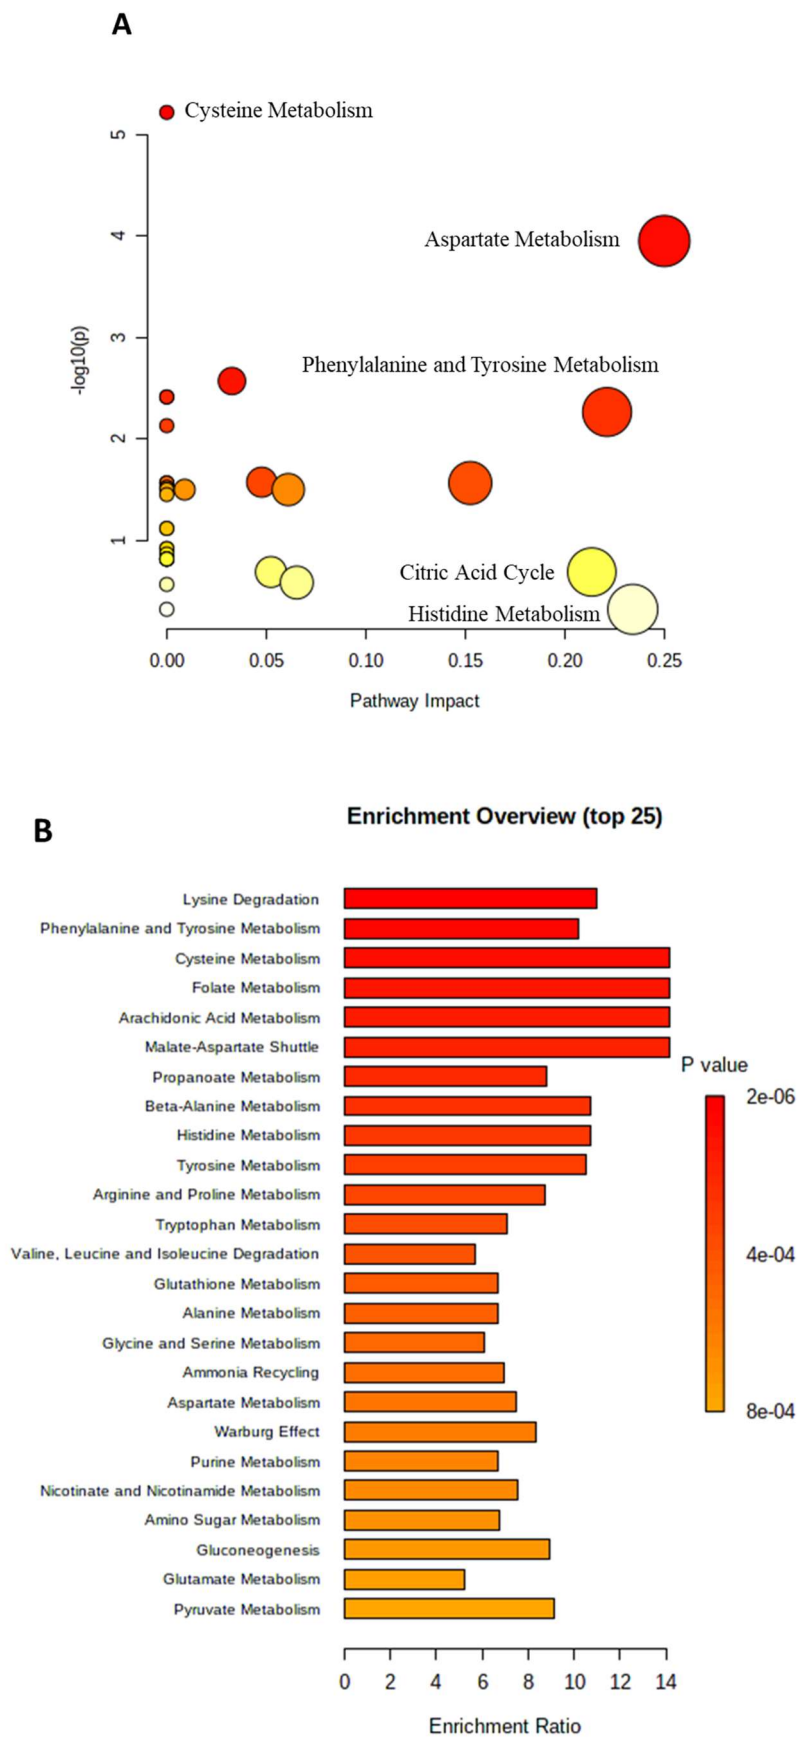 A
Cysteine Metabolism
5
4
3
2
1
-log10(p)
Aspartate Metabolism
Phenylalanine and Tyrosine Metabolism
Citric Acid Cycle
Histidine Metabolism
0.00 0.05 0.10 0.15 0.20 0.25
Pathway Impact
B
Enrichment Overview (top 25)
Lysine Degradation
Phenylalanine and Tyrosine Metabolism
Cysteine Metabolism
Folate Metabolism
Arachidonic Acid Metabolism
Malate-Aspartate Shuttle
Propanoate Metabolism
Beta-Alanine Metabolism
Histidine Metabolism
Tyrosine Metabolism
Arginine and Proline Metabolism
Tryptophan Metabolism
Valine, Leucine and Isoleucine Degradation
Glutathione Metabolism
Alanine Metabolism
Glycine and Serine Metabolism
Ammonia Recycling
Aspartate Metabolism
Warburg Effect
Purine Metabolism
Nicotinate and Nicotinamide Metabolism
Amino Sugar Metabolism
Gluconeogenesis
Glutamate Metabolism
Pyruvate Metabolism
P value
2e-06
4e-04
8e-04
0 2 4 6 8 10 12 14
Enrichment Ratio